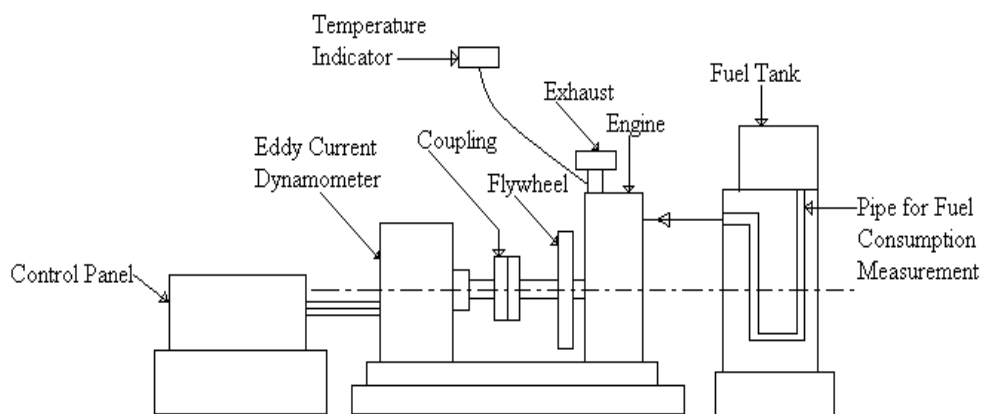 Temperature
Indicator
Fuel Tank
Exhaust
Engine
Coupling
Eddy Current
Dynamometer
Flywheel
Pipe for Fuel
Consumption
Measurement
Control Panel